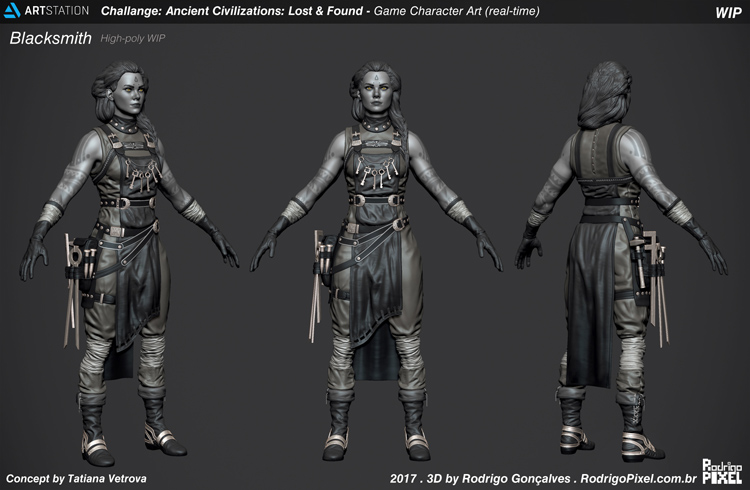 ARTSTATION Challange: Ancient Civilizations: Lost & Found - Game Character Art (real-time) WIP
Blacksmith High-poly WIP
Concept by Tatiana Vetrova 2017 . 3D by Rodrigo Gonçalves . RodrigoPixel.com.br Rodrigo
PIXEL